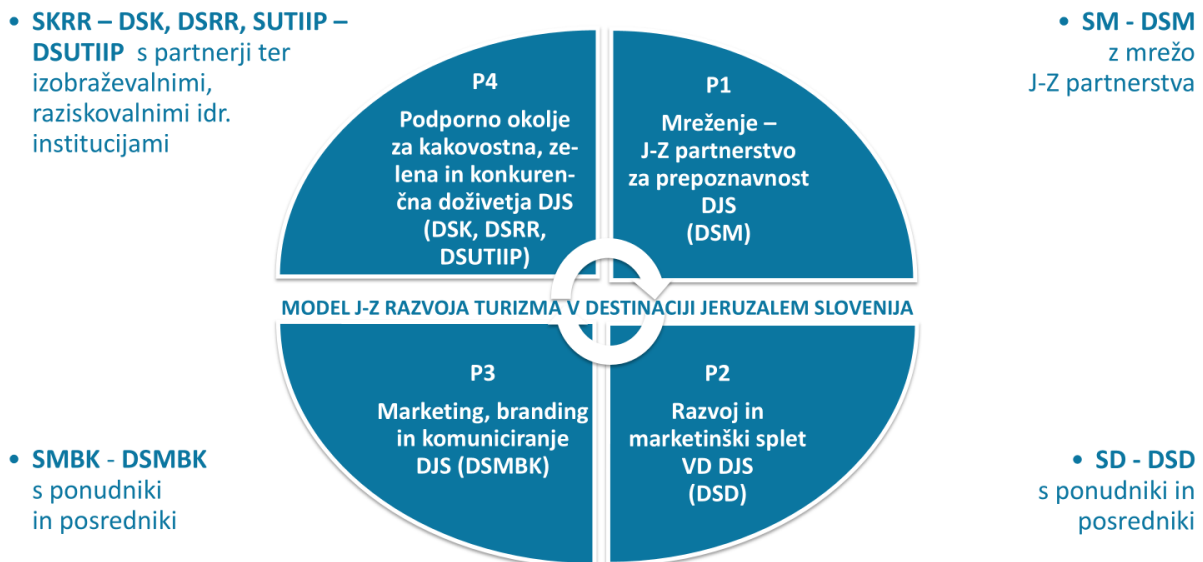 • SKRR – DSK, DSRR, SUTIIP –
DSUTIIP s partnerji ter
izobraževalnimi,
raziskovalnimi idr.
institucijami
• SM - DSM
z mrežo
J-Z partnerstva
P4
Podporno okolje
za kakovostna, ze-
lena in konkuren-
čna doživetja DJS
(DSK, DSRR,
DSUTIIP)
P1
Mreženje –
J-Z partnerstvo
za prepoznavnost
DJS
(DSM)
MODEL J-Z RAZVOJA TURIZMA V DESTINACIJI JERUZALEM SLOVENIJA
P3
Marketing, branding
in komuniciranje
DJS (DSMBK)
P2
Razvoj in
marketinški splet
VD DJS
(DSD)
• SMBK - DSMBK
s ponudniki
in posredniki
• SD - DSD
s ponudniki in
posredniki